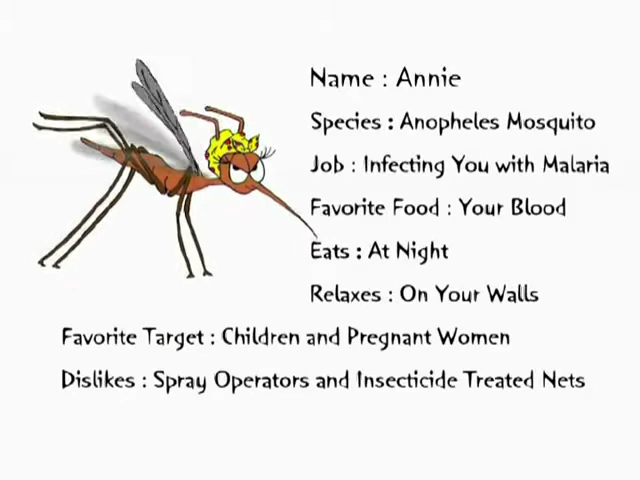 Name : Annie
Species : Anopheles Mosquito
Job : Infecting You with Malaria
Favorite Food : Your Blood
Eats : At Night
Relaxes : On Your Walls
Favorite Target : Children and Pregnant Women
Dislikes : Spray Operators and Insecticide Treated Nets